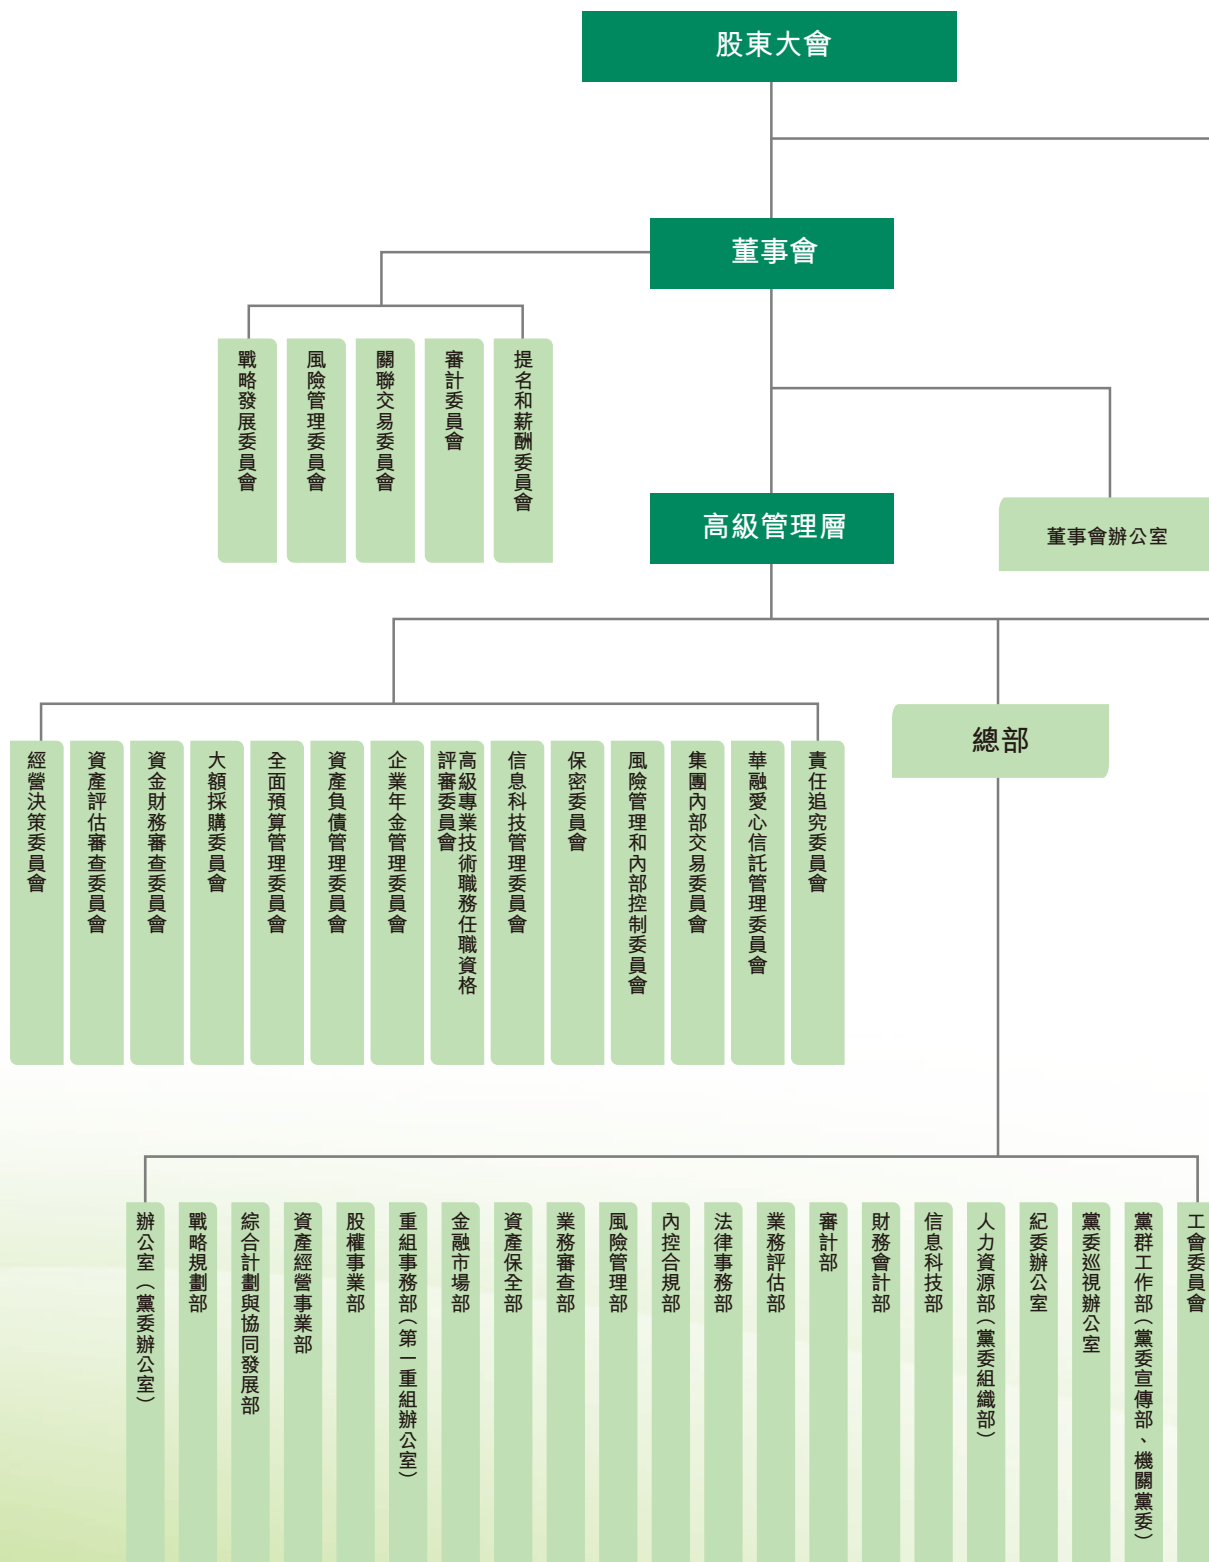 股東大會
董事會
戰略發展委員會
風險管理委員會
關聯交易委員會
審計委員會
提名和薪酬委員會
高級管理層
董事會辦公室
總部
經營決策委員會
資產評估審查委員會
資金財務審查委員會
大額採購委員會
全面預算管理委員會
資產負債管理委員會
企業年金管理委員會
高級專業技術職務任職資格
評審委員會
信息科技管理委員會
保密委員會
風險管理和內部控制委員會
集團內部交易委員會
華融愛心信託管理委員會
責任追究委員會
辦公室（黨委辦公室）
戰略規劃部
綜合計劃與協同發展部
資產經營事業部
股權事業部
重組事務部（第一重組辦公室）
金融市場部
資產保全部
業務審查部
風險管理部
內控合規部
法律事務部
業務評估部
審計部
財務會計部
信息科技部
人力資源部（黨委組織部）
紀委辦公室
黨委巡視辦公室
黨群工作部（黨委宣傳部、機關黨委）
工會委員會